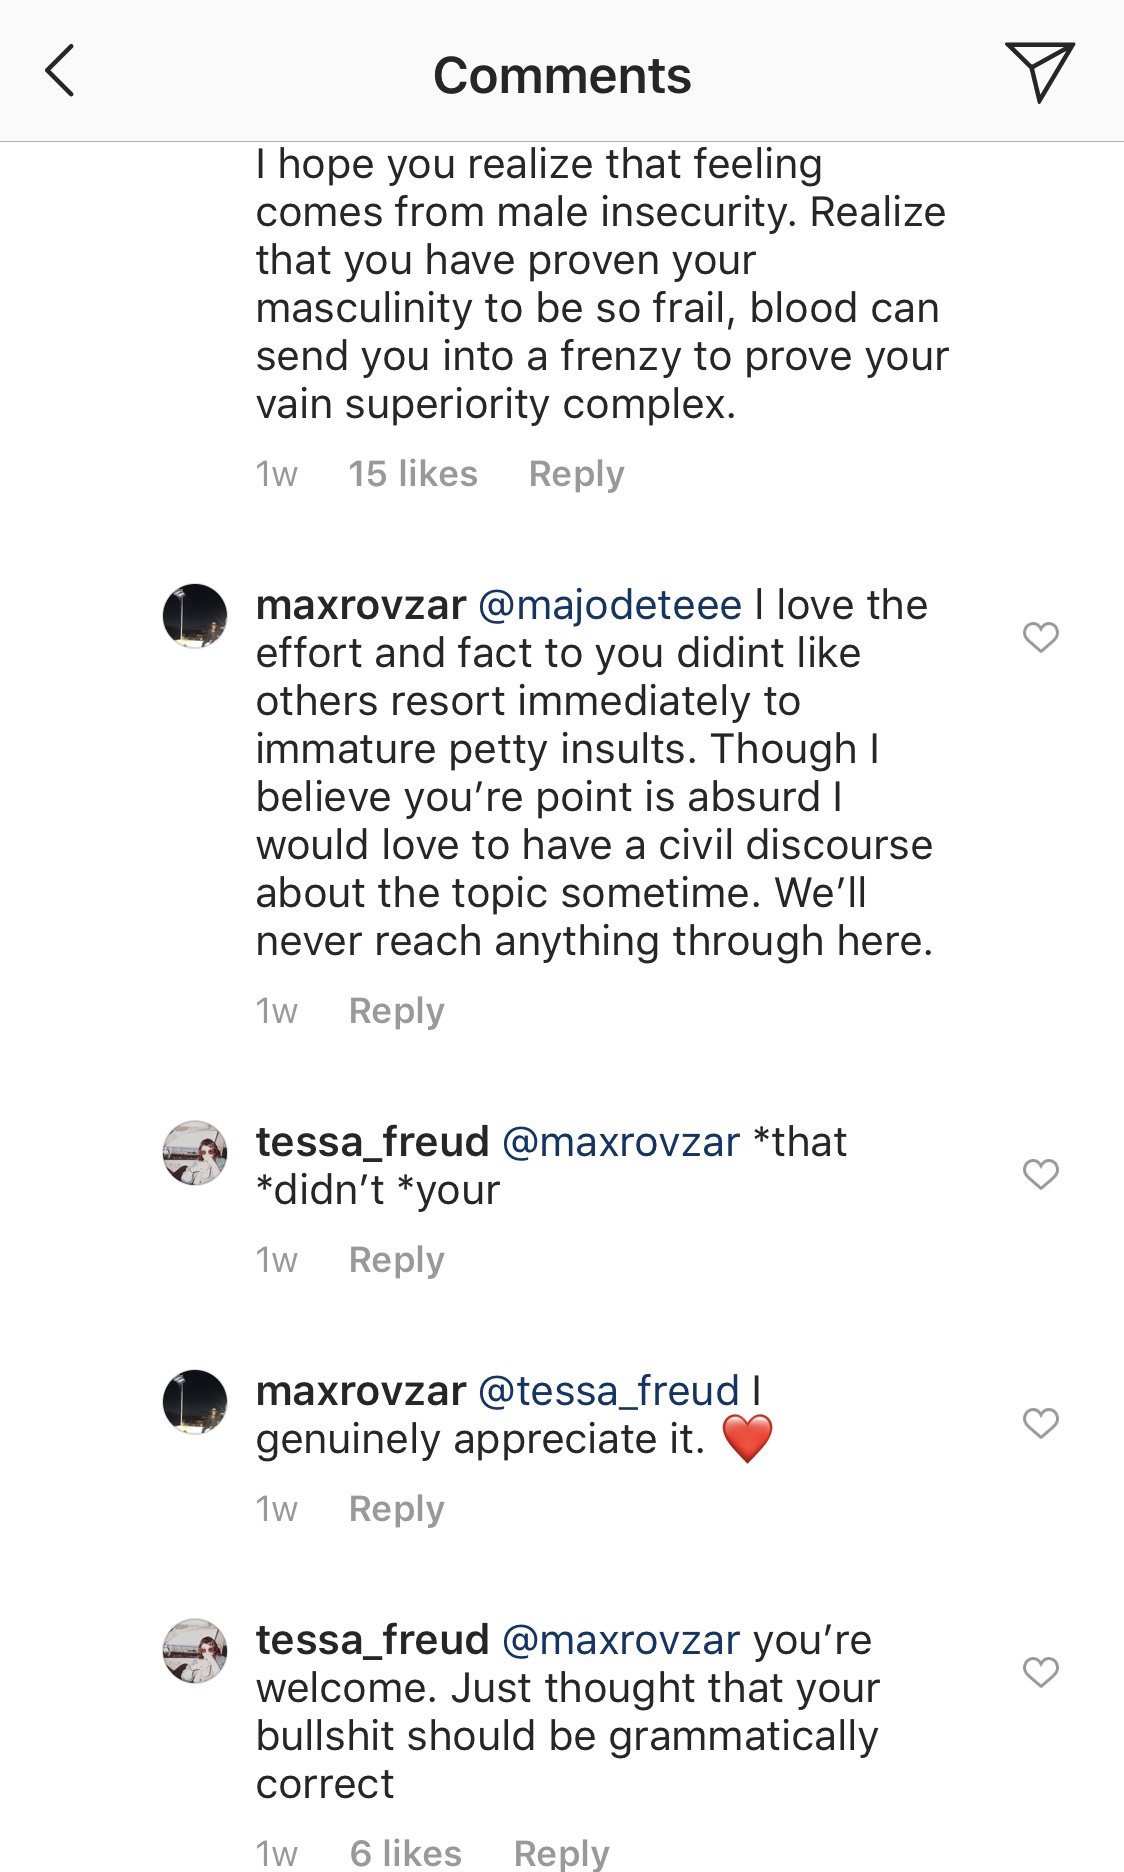 Comments
I hope you realize that feeling
comes from male insecurity. Realize
that you have proven your
masculinity to be so frail, blood can
send you into a frenzy to prove your
vain superiority complex.
1w 15 likes Reply
maxrovzar @majodeteee I love the
effort and fact to you didint like
others resort immediately to
immature petty insults. Though I
believe you’re point is absurd I
would love to have a civil discourse
about the topic sometime. We’ll
never reach anything through here.
1w Reply
tessa_freud @maxrovzar *that
*didn’t *your
1w Reply
maxrovzar @tessa_freud I
genuinely appreciate it. ❤️
1w Reply
tessa_freud @maxrovzar you’re
welcome. Just thought that your
bullshit should be grammatically
correct
1w 6 likes Reply